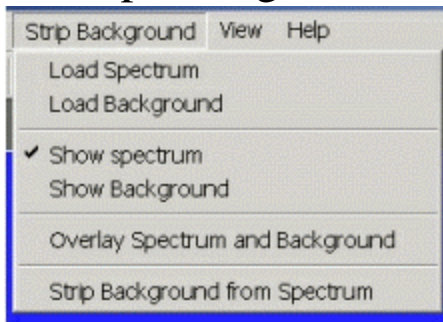 Strip Background View Help
Load Spectrum
Load Background
Show spectrum
Show Background
Overlay Spectrum and Background
Strip Background from Spectrum